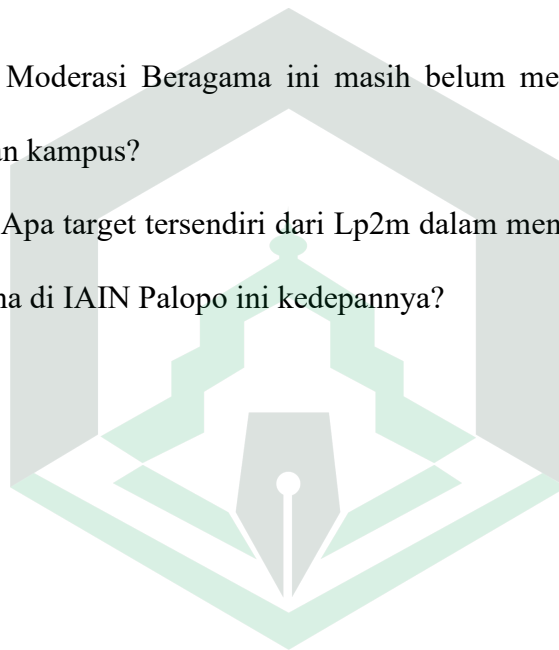 Moderasi Beragama ini masih belum me
n kampus?
Apa target tersendiri dari Lp2m dalam men
a di IAIN Palopo ini kedepannya?